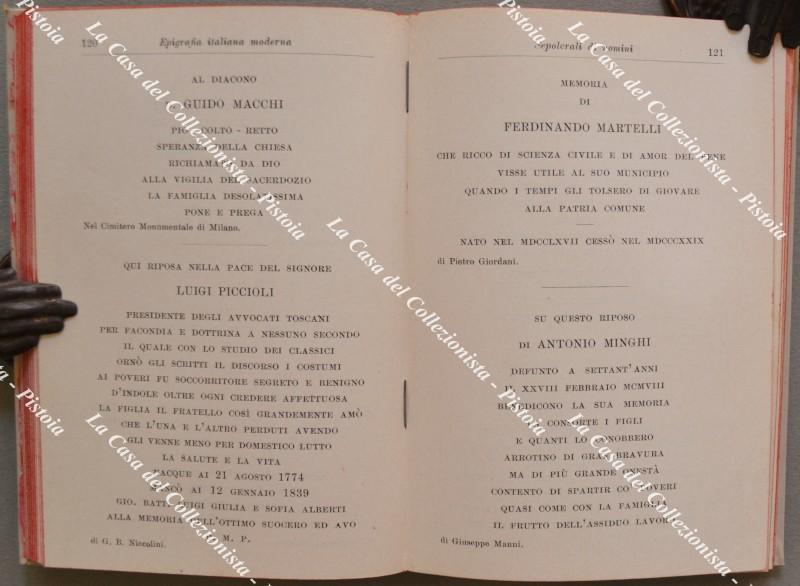 120 Epigrafia italiana moderna
AL DIACONO
GUIDO MACCHI
PIO COLTO - RETTO
SPERANZA DELLA CHIESA
RICHIAMATO DA DIO
ALLA VIGILIA DEL SACERDOZIO
LA FAMIGLIA DESOLATISSIMA
PONE E PREGA
Nel Cimitero Monumentale di Milano.
QUI RIPOSA NELLA PACE DEL SIGNORE
LUIGI PICCIOLI
PRESIDENTE DEGLI AVVOCATI TOSCANI
PER FACONDIA E DOTTRINA A NESSUNO SECONDO
IL QUALE CON LO STUDIO DEI CLASSICI
ORNÒ GLI SCRITTI IL DISCORSO I COSTUMI
AI POVERI FU SOCCORRITORE SEGRETO E BENIGNO
D'INDOLE OLTRE OGNI CREDERE AFFETTUOSA
LA FIGLIA IL FRATELLO COSÌ GRANDEMENTE AMÒ
CHE L'UNA E L'ALTRO PERDUTI AVENDO
GLI VENNE MENO PER DOMESTICO LUTTO
LA SALUTE E LA VITA
NACQUE AI 21 AGOSTO 1774
MANCÒ AI 12 GENNAIO 1839
GIO. BATT. LUIGI GIULIA E SOFIA ALBERTI
ALLA MEMORIA DELL'OTTIMO SUOCERO ED AVO
M. P.
di G. B. Niccolini.
Sepolcrali di uomini 121
MEMORIA
DI
FERDINANDO MARTELLI
CHE RICCO DI SCIENZA CIVILE E DI AMOR DEL BENE
VISSE UTILE AL SUO MUNICIPIO
QUANDO I TEMPI GLI TOLSERO DI GIOVARE
ALLA PATRIA COMUNE
NATO NEL MDCCLXVII CESSÒ NEL MDCCCXXIX
di Pietro Giordani.
SU QUESTO RIPOSO
DI ANTONIO MINGHI
DEFUNTO A SETTANT'ANNI
IL XXVIII FEBBRAIO MCMVIII
BENEDICONO LA SUA MEMORIA
LA CONSORTE I FIGLI
E QUANTI LO CONOBBERO
ARROTINO DI GRAN BRAVURA
MA DI PIÙ GRANDE ONESTÀ
CONTENTO DI SPARTIR CO' POVERI
QUASI COME CON LA FAMIGLIA
IL FRUTTO DELL'ASSIDUO LAVORO
di Giuseppe Manni.
La Casa del Collezionista - Pistoia